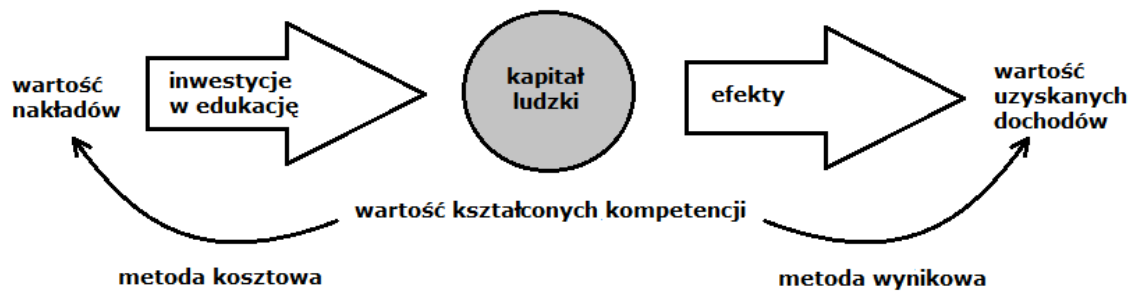 wartość
nakładów
inwestycje
w edukację
kapitał
ludzki
efekty
wartość
uzyskanych
dochodów
wartość kształconych kompetencji
metoda kosztowa
metoda wynikowa